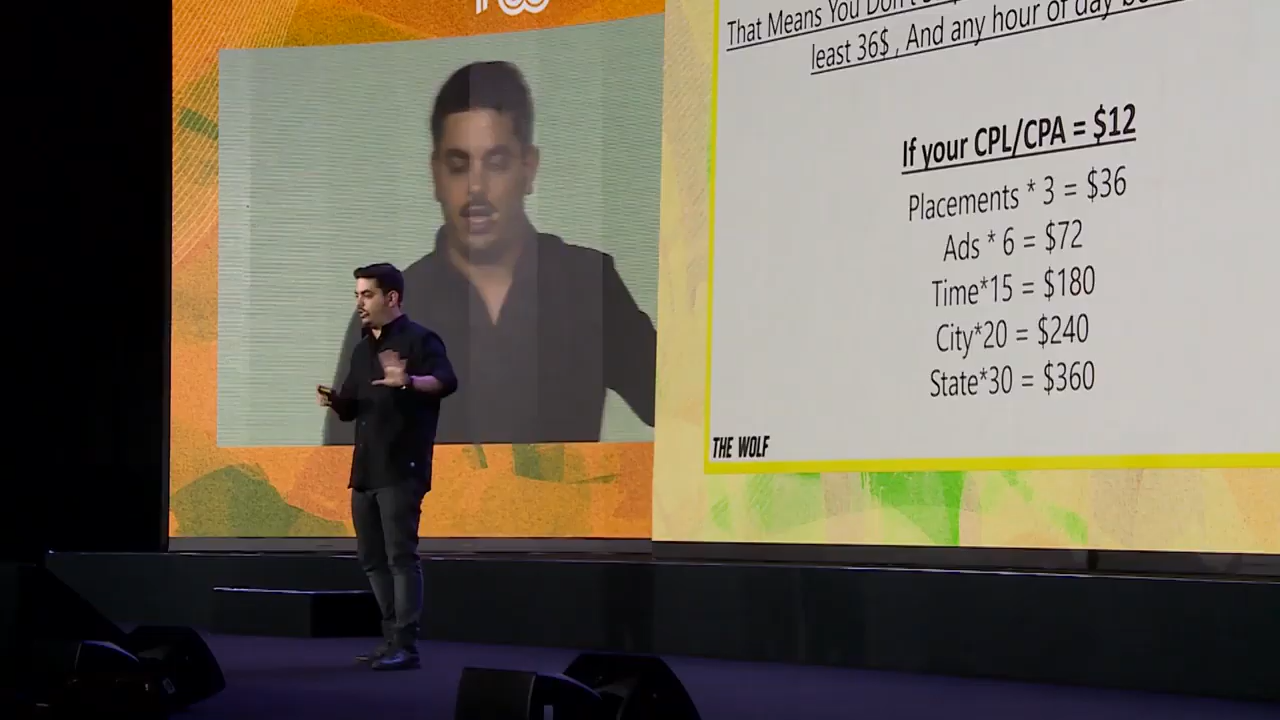 That Means You Don't
least 36$ , And any hour of day
If your CPL/CPA = $12
Placements * 3 = $36
Ads * 6 = $72
Time*15 = $180
City*20 = $240
State*30 = $360
THE WOLF